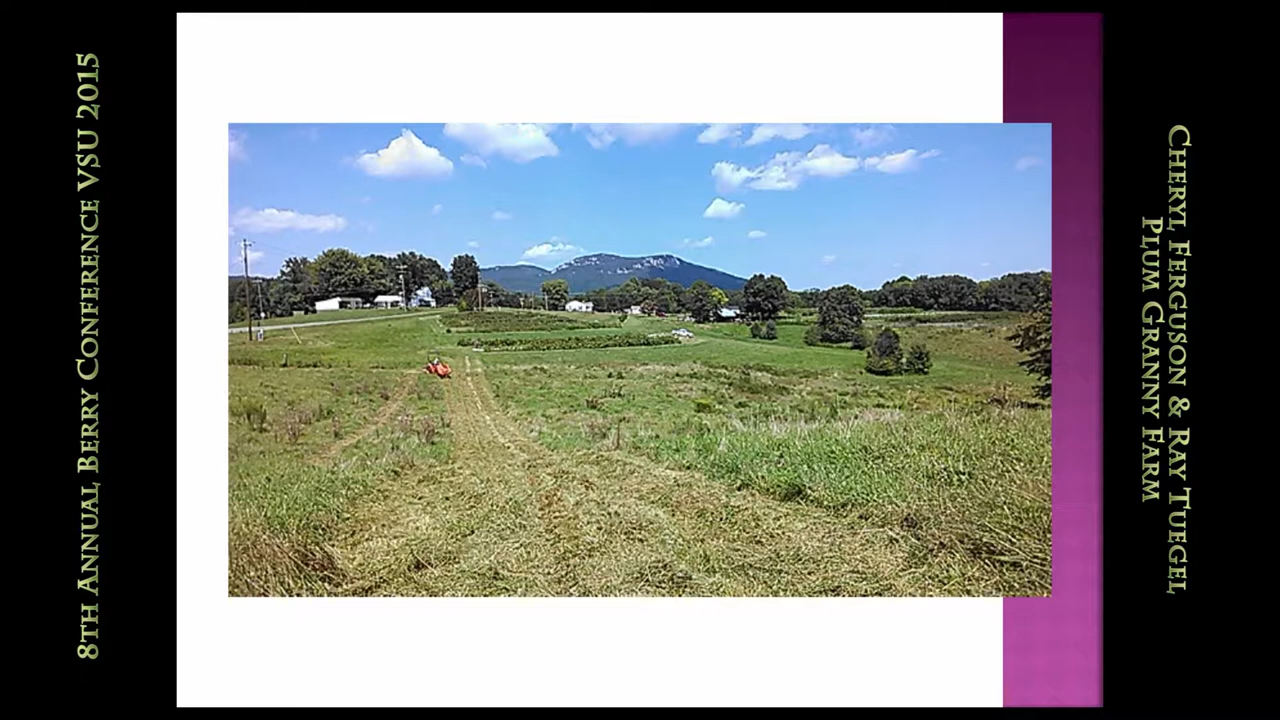 8th Annual Berry Conference VSU 2015
Cheryl Ferguson & Ray Tuegel
Plum Granny Farm